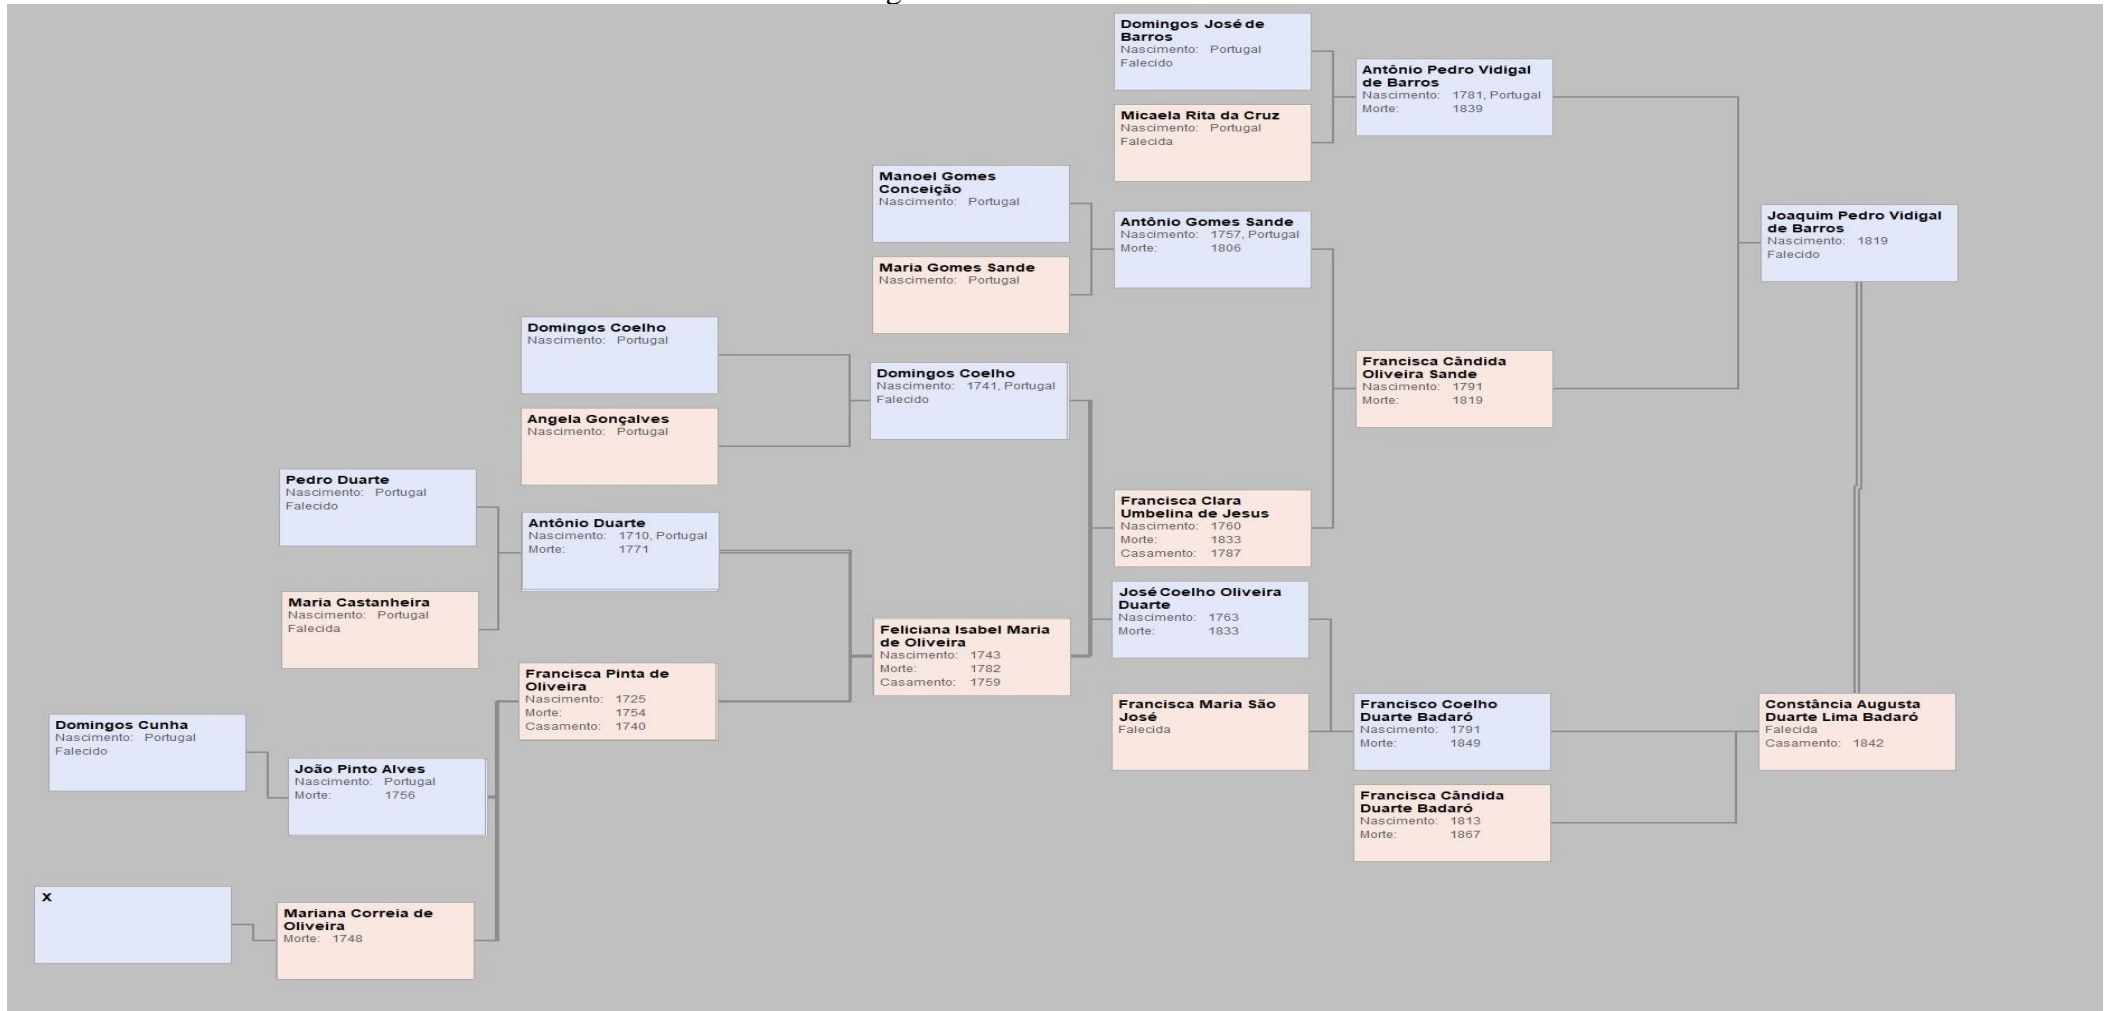 Domingos José de
Barros
Nascimento: Portugal
Falecido
Antônio Pedro Vidigal
de Barros
Nascimento: 1781, Portugal
Morte: 1839
Micaela Rita da Cruz
Nascimento: Portugal
Falecida
Manoel Gomes
Conceição
Nascimento: Portugal
Antônio Gomes Sande
Nascimento: 1757, Portugal
Morte: 1806
Joaquim Pedro Vidigal
de Barros
Nascimento: 1819
Falecido
Maria Gomes Sande
Nascimento: Portugal
Domingos Coelho
Nascimento: Portugal
Domingos Coelho
Nascimento: 1741, Portugal
Falecido
Francisca Cândida
Oliveira Sande
Nascimento: 1791
Morte: 1819
Angela Gonçalves
Nascimento: Portugal
Pedro Duarte
Nascimento: Portugal
Falecido
Antônio Duarte
Nascimento: 1710, Portugal
Morte: 1771
Francisca Clara
Umbelina de Jesus
Nascimento: 1760
Morte: 1833
Casamento: 1787
Maria Castanheira
Nascimento: Portugal
Falecida
José Coelho Oliveira
Duarte
Nascimento: 1763
Morte: 1833
Feliciana Isabel Maria
de Oliveira
Nascimento: 1743
Morte: 1782
Casamento: 1759
Francisca Pinta de
Oliveira
Nascimento: 1725
Morte: 1754
Casamento: 1740
Francisca Maria São
José
Falecida
Francisco Coelho
Duarte Badaró
Nascimento: 1791
Morte: 1849
Constância Augusta
Duarte Lima Badaró
Falecida
Casamento: 1842
Domingos Cunha
Nascimento: Portugal
Falecido
João Pinto Alves
Nascimento: Portugal
Morte: 1756
Francisca Cândida
Duarte Badaró
Nascimento: 1813
Morte: 1867
X
Mariana Correia de
Oliveira
Morte: 1748